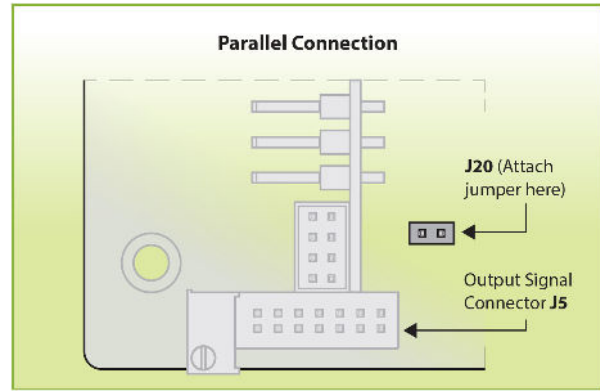 Parallel Connection
J20 (Attach
jumper here)
Output Signal
Connector J5